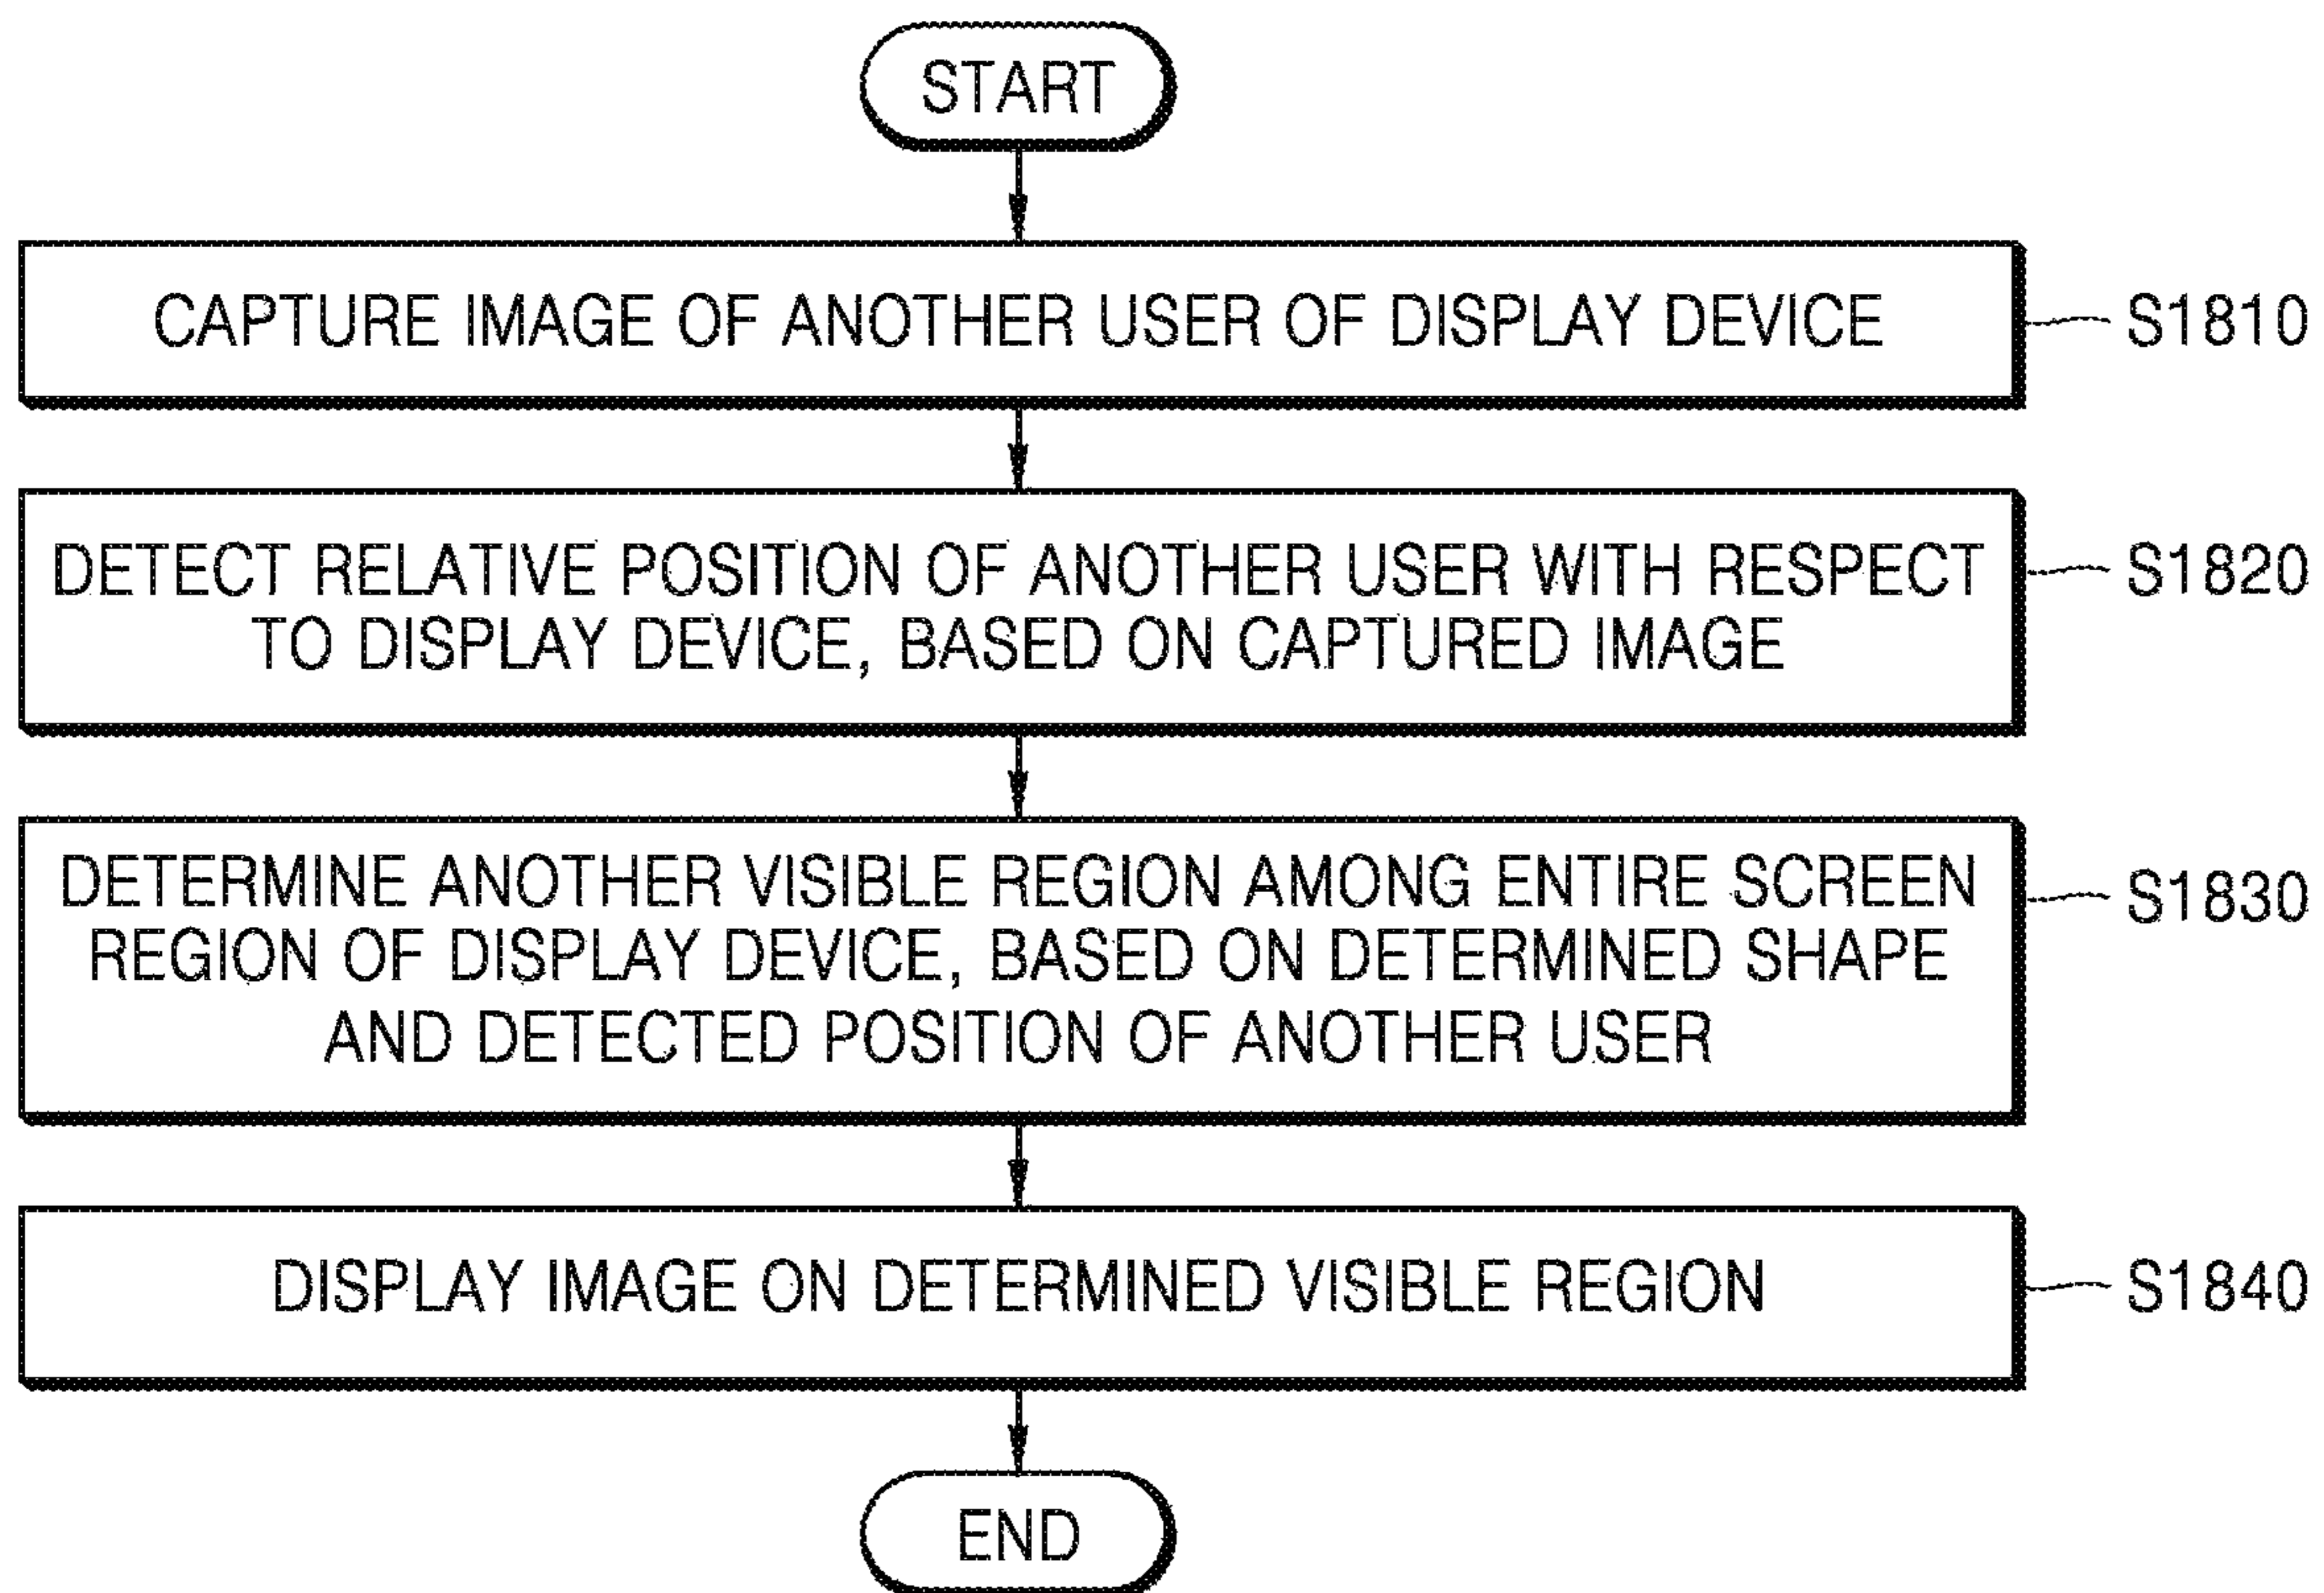 START
CAPTURE IMAGE OF ANOTHER USER OF DISPLAY DEVICE
S1810
DETECT RELATIVE POSITION OF ANOTHER USER WITH RESPECT
TO DISPLAY DEVICE, BASED ON CAPTURED IMAGE
S1820
DETERMINE ANOTHER VISIBLE REGION AMONG ENTIRE SCREEN
REGION OF DISPLAY DEVICE, BASED ON DETERMINED SHAPE
AND DETECTED POSITION OF ANOTHER USER
S1830
DISPLAY IMAGE ON DETERMINED VISIBLE REGION
S1840
END